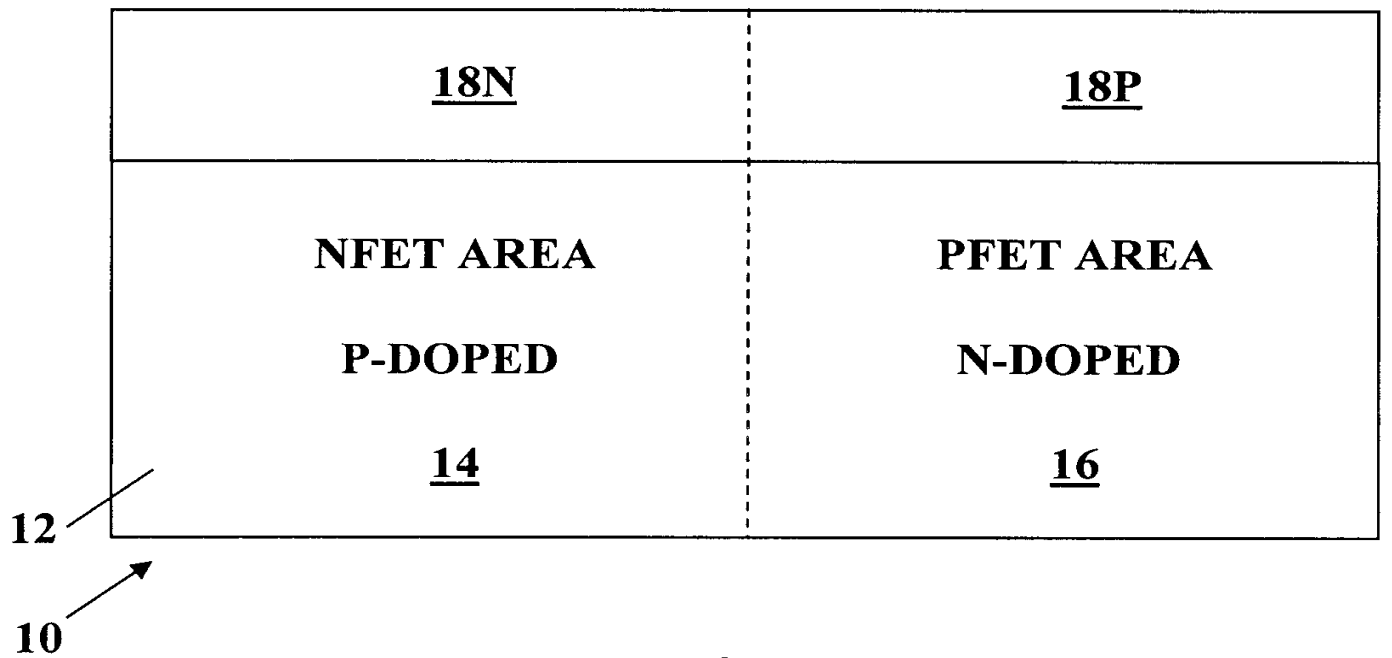 18N
18P
NFET AREA
P-DOPED
14
PFET AREA
N-DOPED
16
12
10